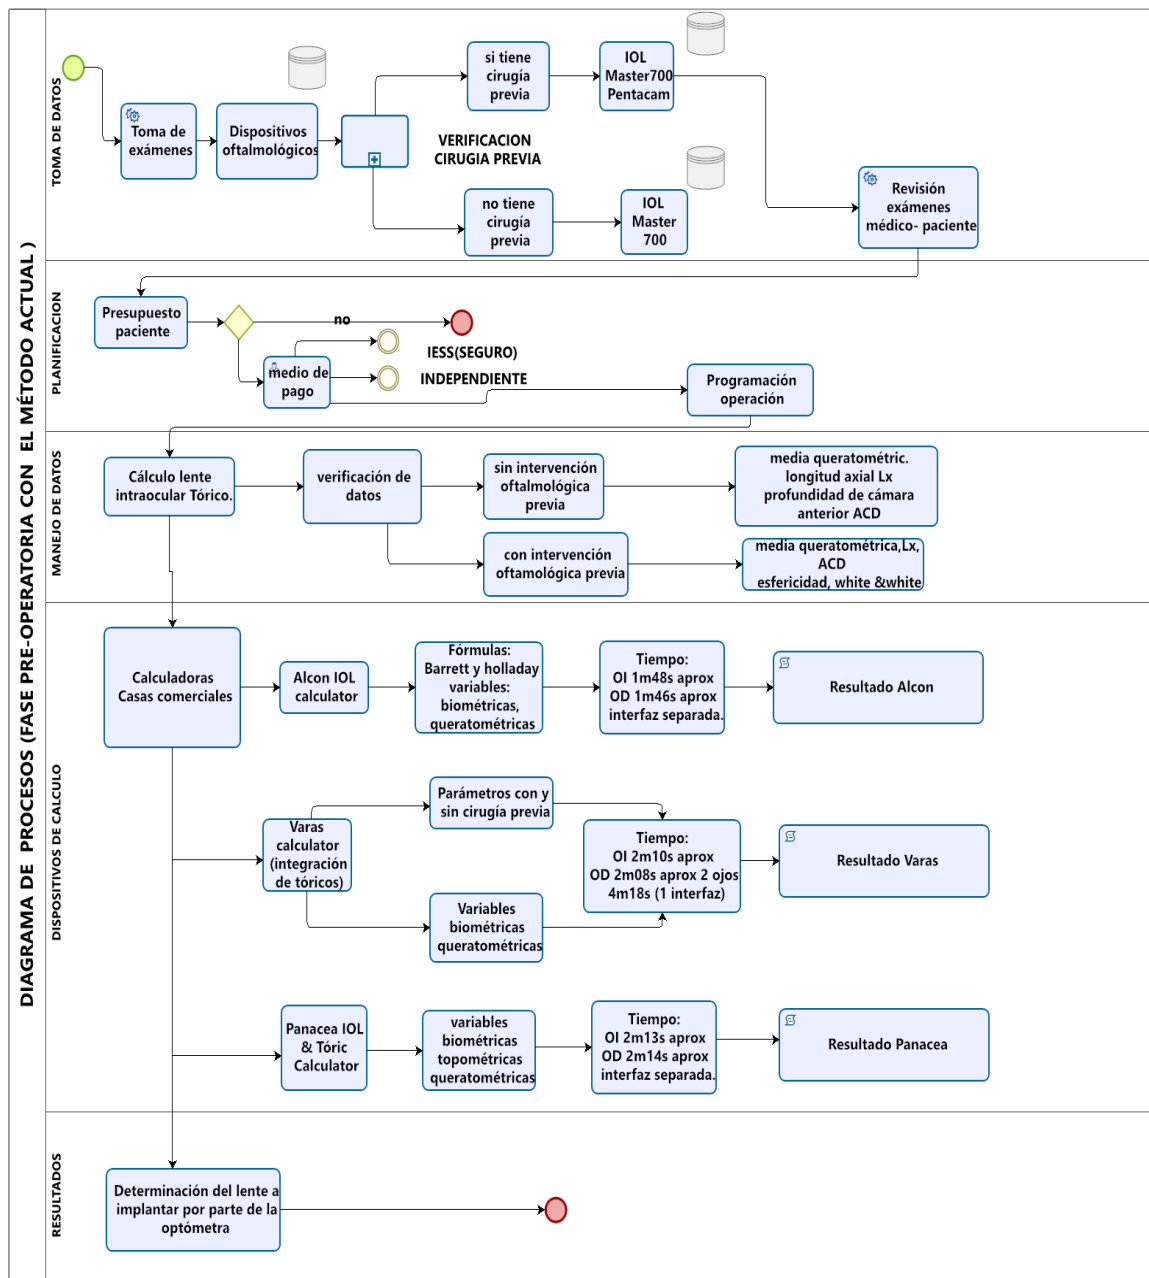 DIAGRAMA DE PROCESOS (FASE PRE-OPERATORIA CON EL MÉTODO ACTUAL )
TOMA DE DATOS
Toma de
exámenes
Dispositivos
oftalmológicos
VERIFICACION
CIRUGIA PREVIA
si tiene
cirugía
previa
IOL
Master700
Pentacam
no tiene
cirugía
previa
IOL
Master
700
Revisión
exámenes
médico- paciente
PLANIFICACION
Presupuesto
paciente
no
medio de
pago
IESS(SEGURO)
INDEPENDIENTE
Programación
operación
MANEJO DE DATOS
Cálculo lente
intraocular Tórico.
verificación de
datos
sin intervención
oftalmológica
previa
media queratométric.
longitud axial Lx
profundidad de cámara
anterior ACD
con intervención
oftamológica previa
media queratométrica,Lx,
ACD
esfericidad, white &white
DISPOSITIVOS DE CALCULO
Calculadoras
Casas comerciales
Alcon IOL
calculator
Fórmulas:
Barrett y holladay
variables:
biométricas,
queratométricas
Tiempo:
OI 1m48s aprox
OD 1m46s aprox
interfaz separada.
Resultado Alcon
Varas
calculator
(integración
de tóricos)
Parámetros con y
sin cirugía previa
Variables
biométricas
queratométricas
Tiempo:
OI 2m10s aprox
OD 2m08s aprox 2 ojos
4m18s (1 interfaz)
Resultado Varas
Panacea IOL
& Tóric
Calculator
variables
biométricas
topométricas
queratométricas
Tiempo:
OI 2m13s aprox
OD 2m14s aprox
interfaz separada.
Resultado Panacea
RESULTADOS
Determinación del lente a
implantar por parte de la
optómetra